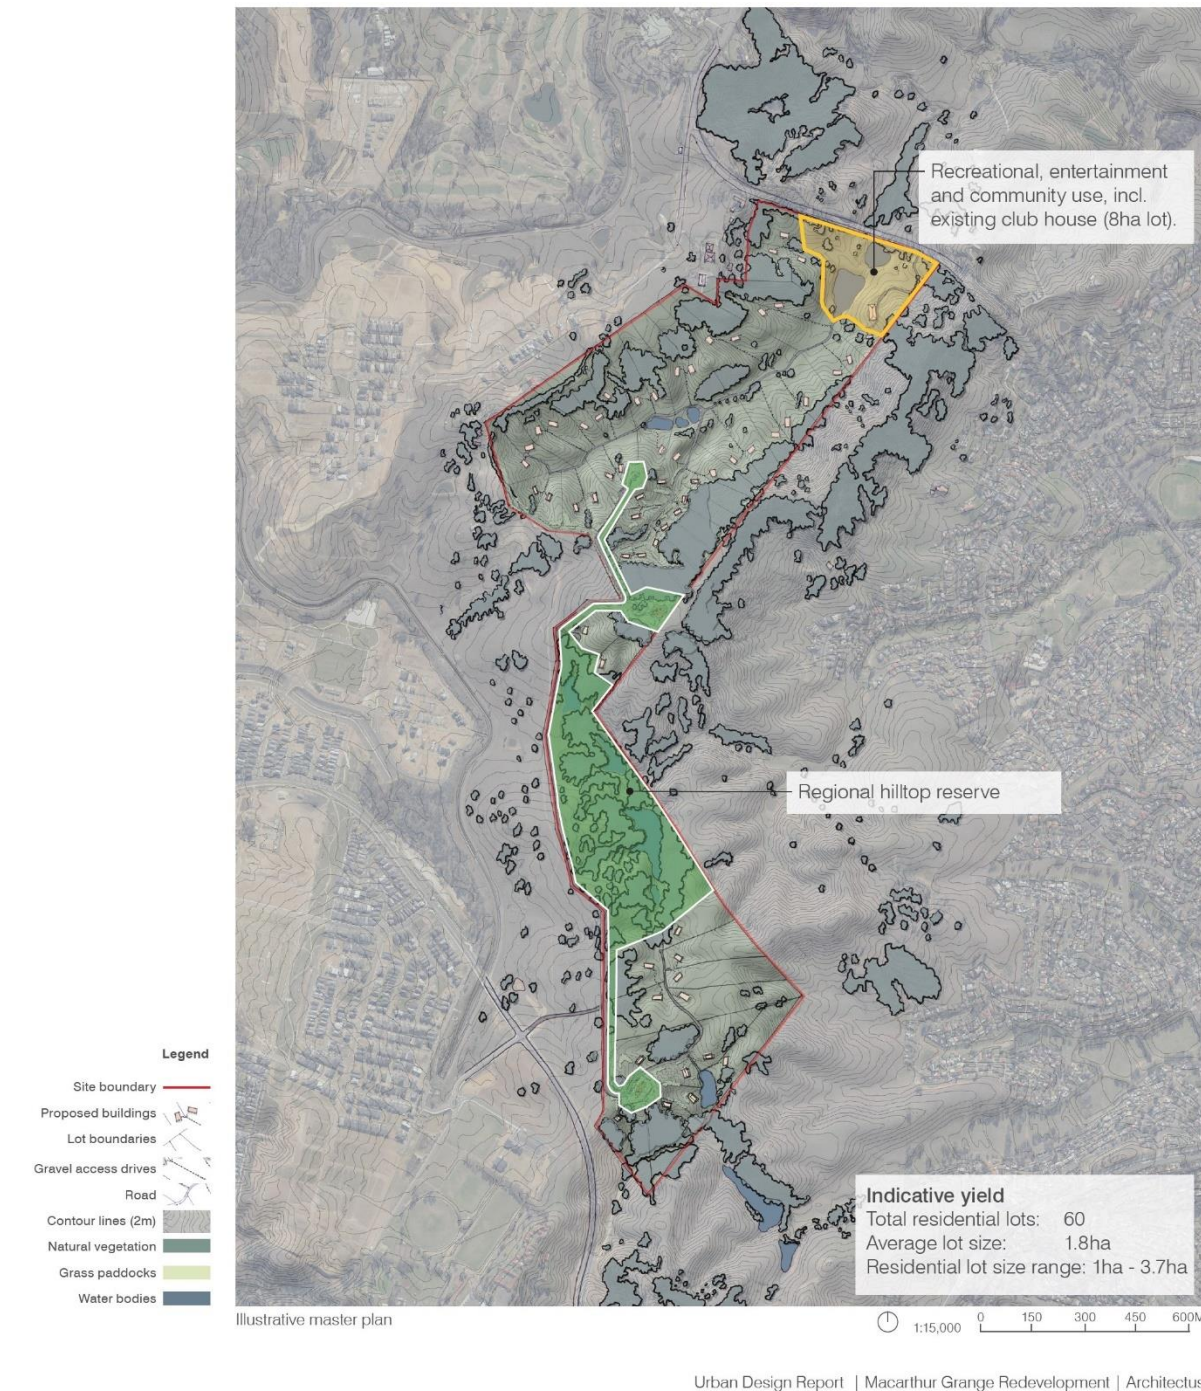 Recreational, entertainment
and community use, incl.
existing club house (8ha lot).
Regional hilltop reserve
Legend
Site boundary
Proposed buildings
Lot boundaries
Gravel access drives
Road
Contour lines (2m)
Natural vegetation
Grass paddocks
Water bodies
Indicative yield
Total residential lots: 60
Average lot size: 1.8ha
Residential lot size range: 1ha - 3.7ha
Illustrative master plan
1:15,000 0 150 300 450 600M
Urban Design Report | Macarthur Grange Redevelopment | Architectus